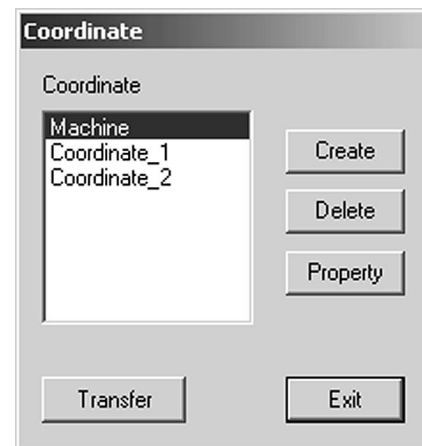 Coordinate
Coordinate
Machine
Coordinate_1
Coordinate_2
Create
Delete
Property
Transfer
Exit